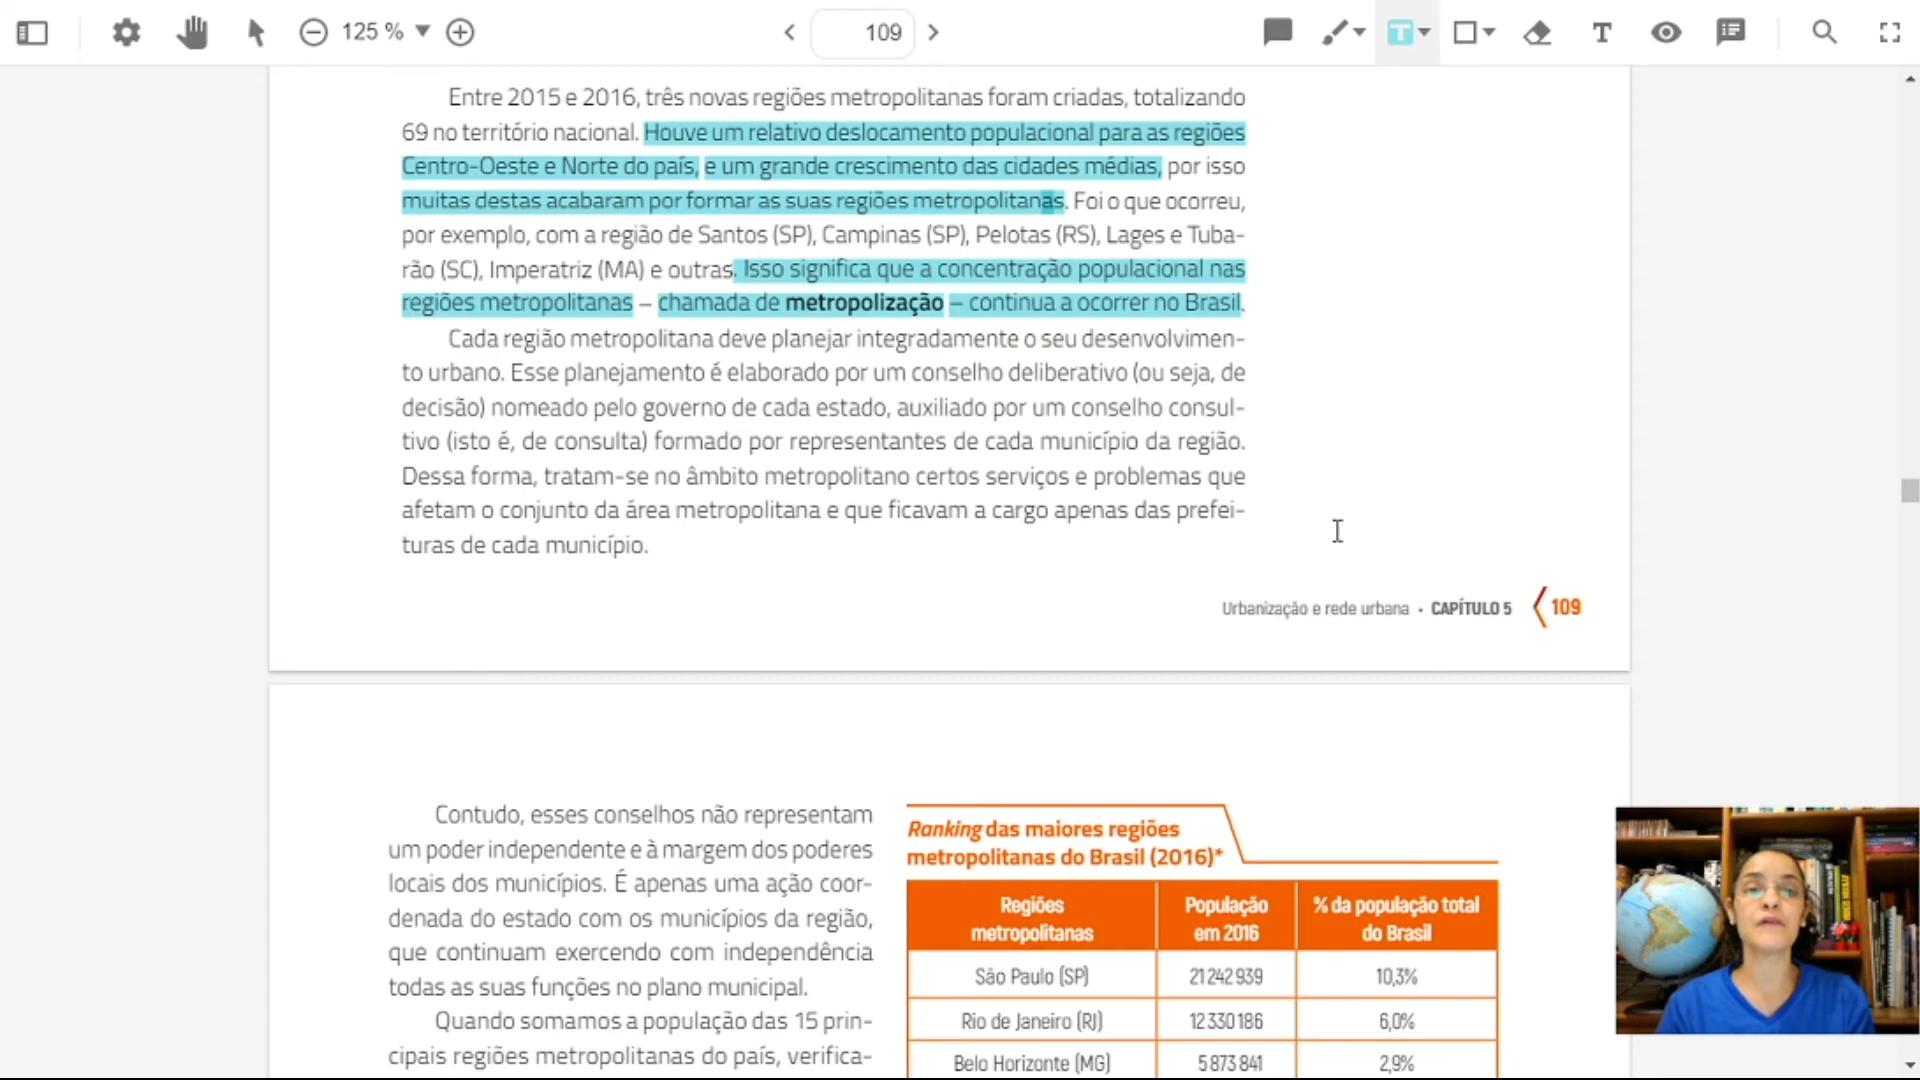 125 %
109
T
T
Entre 2015 e 2016, três novas regiões metropolitanas foram criadas, totalizando
69 no território nacional. Houve um relativo deslocamento populacional para as regiões
Centro-Oeste e Norte do país, e um grande crescimento das cidades médias, por isso
muitas destas acabaram por formar as suas regiões metropolitanas. Foi o que ocorreu,
por exemplo, com a região de Santos (SP), Campinas (SP), Pelotas (RS), Lages e Tuba-
rão (SC), Imperatriz (MA) e outras. Isso significa que a concentração populacional nas
regiões metropolitanas – chamada de metropolização – continua a ocorrer no Brasil.
Cada região metropolitana deve planejar integradamente o seu desenvolvimen-
to urbano. Esse planejamento é elaborado por um conselho deliberativo (ou seja, de
decisão) nomeado pelo governo de cada estado, auxiliado por um conselho consul-
tivo (isto é, de consulta) formado por representantes de cada município da região.
Dessa forma, tratam-se no âmbito metropolitano certos serviços e problemas que
afetam o conjunto da área metropolitana e que ficavam a cargo apenas das prefei-
turas de cada município.
Urbanização e rede urbana • CAPÍTULO 5 109
Contudo, esses conselhos não representam
um poder independente e à margem dos poderes
locais dos municípios. É apenas uma ação coor-
denada do estado com os municípios da região,
que continuam exercendo com independência
todas as suas funções no plano municipal.
Quando somamos a população das 15 prin-
cipais regiões metropolitanas do país, verifica-
Ranking das maiores regiões
metropolitanas do Brasil (2016)*
Regiões metropolitanas População em 2016 % da população total do Brasil
São Paulo (SP) 21 242 939 10,3%
Rio de Janeiro (RJ) 12 330 186 6,0%
Belo Horizonte (MG) 5 873 841 2,9%